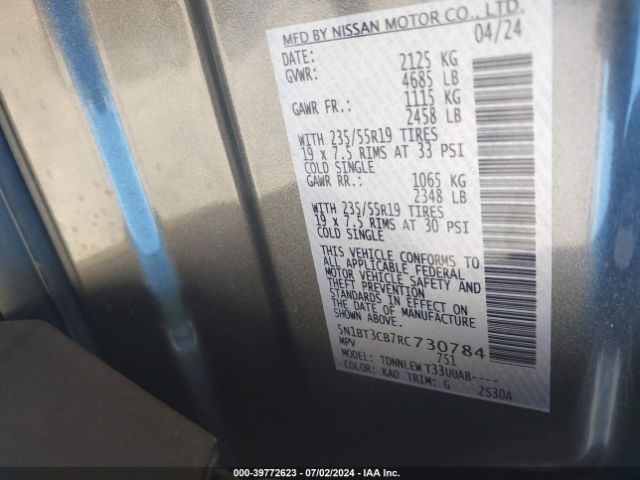 MFD BY NISSAN MOTOR CO., LTD.
DATE: 04/24
GVWR: 2125 KG
4685 LB
GAWR FR.: 1115 KG
2458 LB
WITH 235/55R19 TIRES
19 x 7.5 RIMS AT 33 PSI
COLD SINGLE
GAWR RR.: 1065 KG
2348 LB
WITH 235/55R19 TIRES
19 x 7.5 RIMS AT 30 PSI
COLD SINGLE
THIS VEHICLE CONFORMS TO
ALL APPLICABLE FEDERAL
MOTOR VEHICLE SAFETY AND
THEFT PREVENTION
STANDARDS IN EFFECT ON
THE DATE OF MANUFACTURE
SHOWN ABOVE.
5N1BT3CB7RC730784
MPV 751
MODEL: TDNNLEW T33UUAB----
COLOR: KAD TRIM: G 2S30A
000-39772623 | 07/02/2024 | IAA Inc.